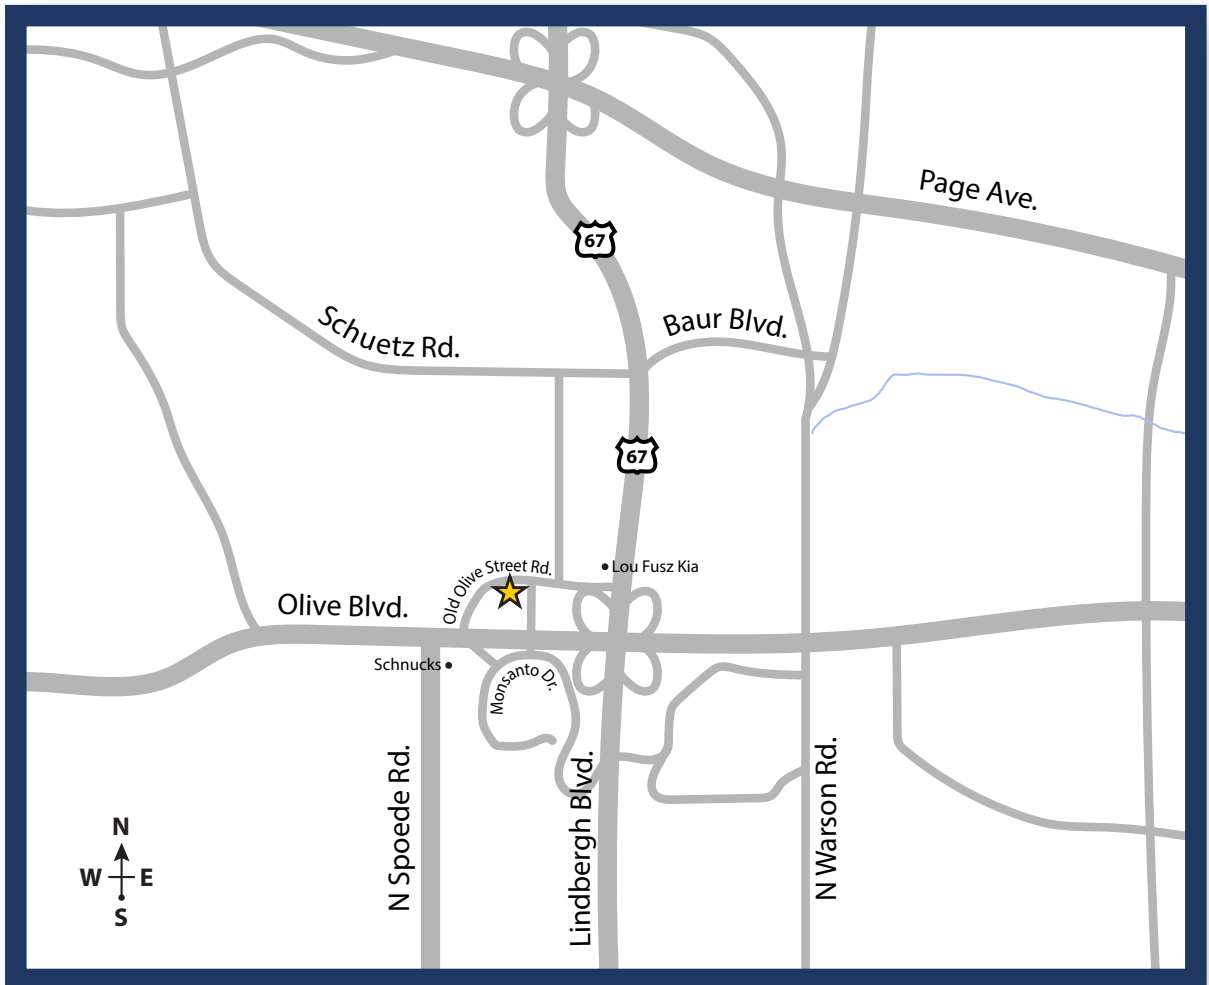 Page Ave.
67
Schuetz Rd.
Baur Blvd.
67
Old Olive Street Rd.
Lou Fusz Kia
Olive Blvd.
Schnucks
Monsanto Dr.
N Spoede Rd.
Lindbergh Blvd.
N Warson Rd.
N
W E
S